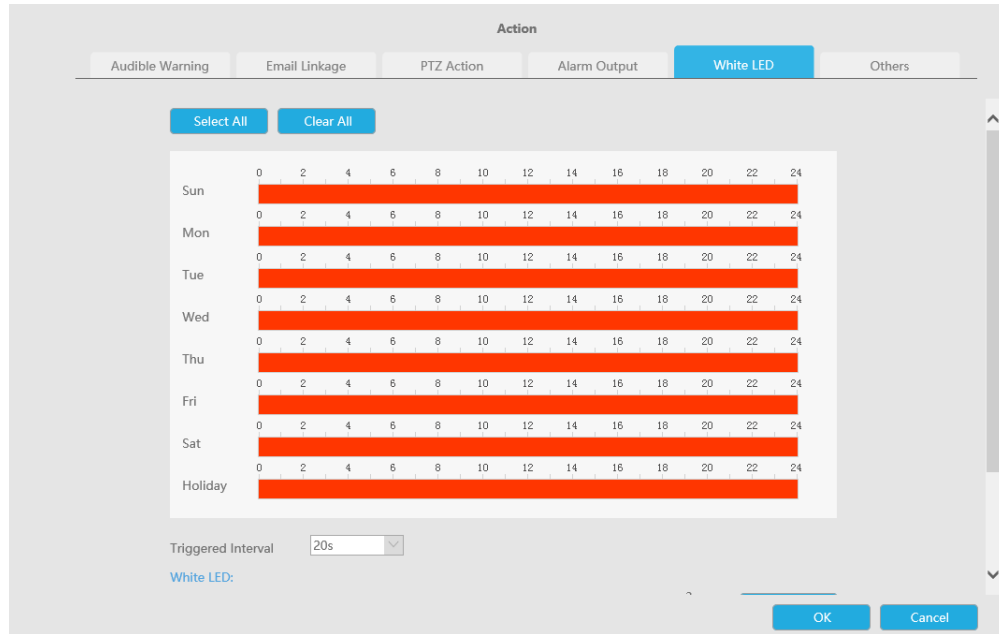 Action
Audible Warning Email Linkage PTZ Action Alarm Output White LED Others
Select All Clear All
0 2 4 6 8 10 12 14 16 18 20 22 24
Sun
0 2 4 6 8 10 12 14 16 18 20 22 24
Mon
0 2 4 6 8 10 12 14 16 18 20 22 24
Tue
0 2 4 6 8 10 12 14 16 18 20 22 24
Wed
0 2 4 6 8 10 12 14 16 18 20 22 24
Thu
0 2 4 6 8 10 12 14 16 18 20 22 24
Fri
0 2 4 6 8 10 12 14 16 18 20 22 24
Sat
0 2 4 6 8 10 12 14 16 18 20 22 24
Holiday
Triggered Interval 20s
White LED:
OK Cancel